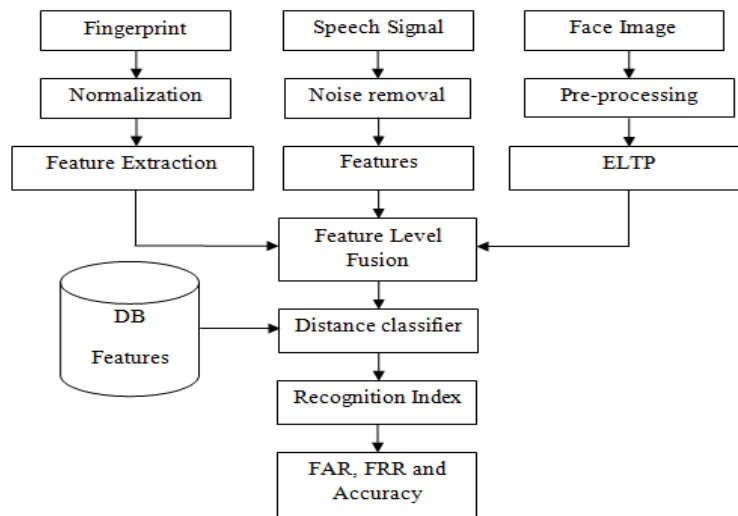 Fingerprint
Speech Signal
Face Image
Normalization
Noise removal
Pre-processing
Feature Extraction
Features
ELTP
Feature Level
Fusion
DB
Features
Distance classifier
Recognition Index
FAR, FRR and
Accuracy